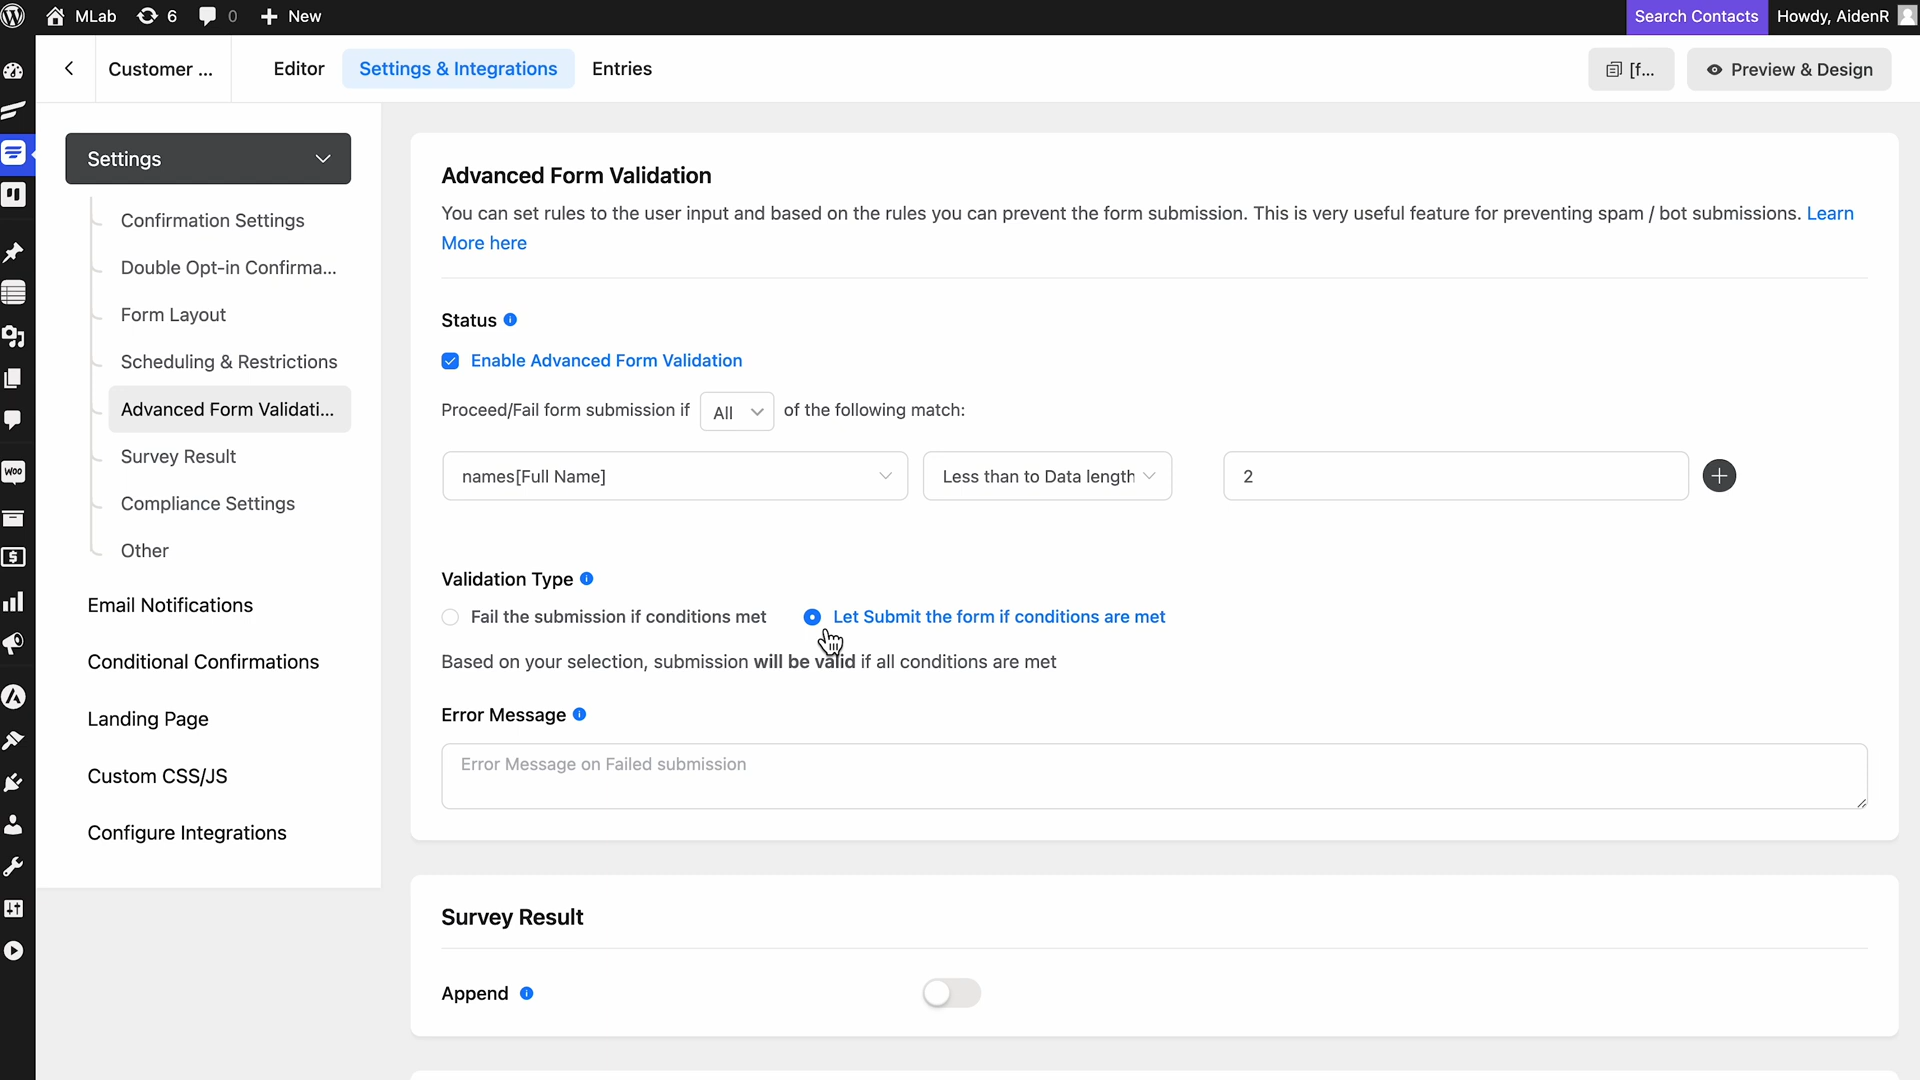 MLab 6 0 New Search Contacts Howdy, AidenR
Customer ... Editor Settings & Integrations Entries [f... Preview & Design
Settings
Confirmation Settings
Double Opt-in Confirma...
Form Layout
Scheduling & Restrictions
Advanced Form Validati...
Survey Result
Compliance Settings
Other
Email Notifications
Conditional Confirmations
Landing Page
Custom CSS/JS
Configure Integrations
Woo
Advanced Form Validation
You can set rules to the user input and based on the rules you can prevent the form submission. This is very useful feature for preventing spam / bot submissions. Learn
More here
Status
Enable Advanced Form Validation
Proceed/Fail form submission if All of the following match:
names[Full Name] Less than to Data length 2
Validation Type
Fail the submission if conditions met Let Submit the form if conditions are met
Based on your selection, submission will be valid if all conditions are met
Error Message
Error Message on Failed submission
Survey Result
Append